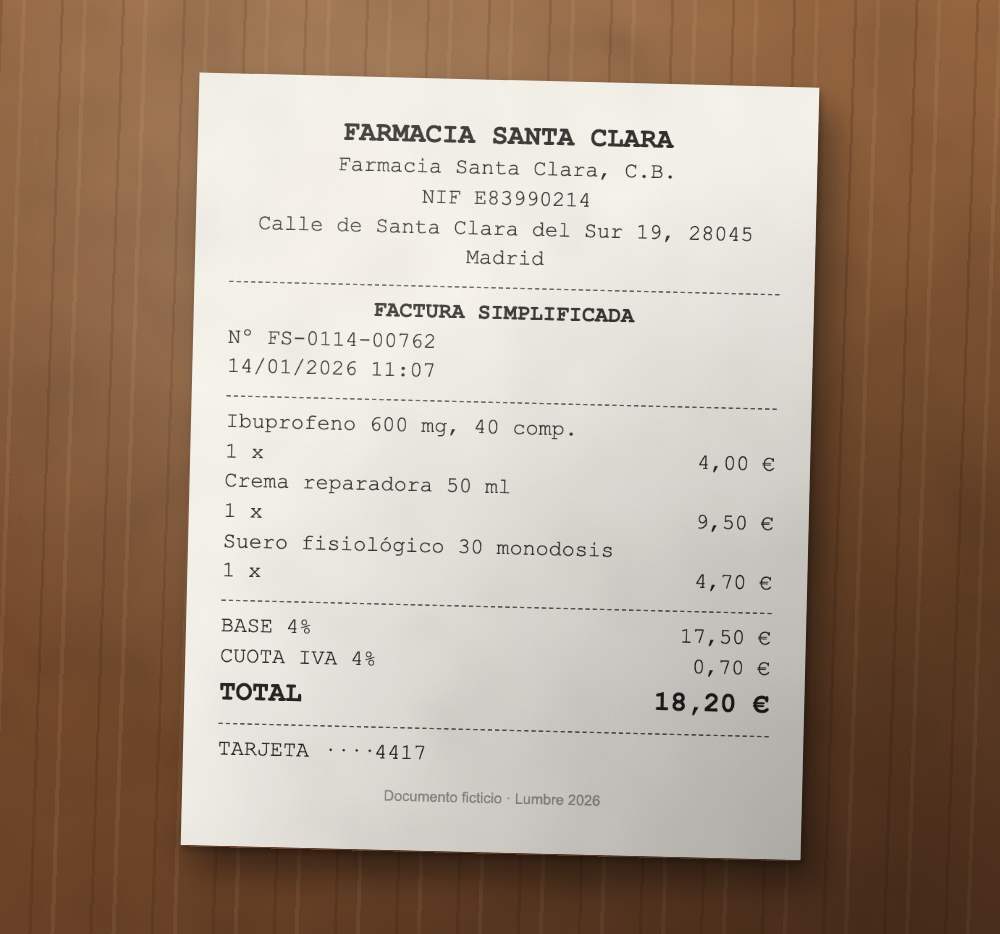 FARMACIA SANTA CLARA
Farmacia Santa Clara, C.B.
NIF E83990214
Calle de Santa Clara del Sur 19, 28045
Madrid
FACTURA SIMPLIFICADA
Nº FS-0114-00762
14/01/2026 11:07
Ibuprofeno 600 mg, 40 comp.
1 x 4,00 €
Crema reparadora 50 ml
1 x 9,50 €
Suero fisiológico 30 monodosis
1 x 4,70 €
BASE 4% 17,50 €
CUOTA IVA 4% 0,70 €
TOTAL 18,20 €
TARJETA ····4417
Documento ficticio · Lumbre 2026